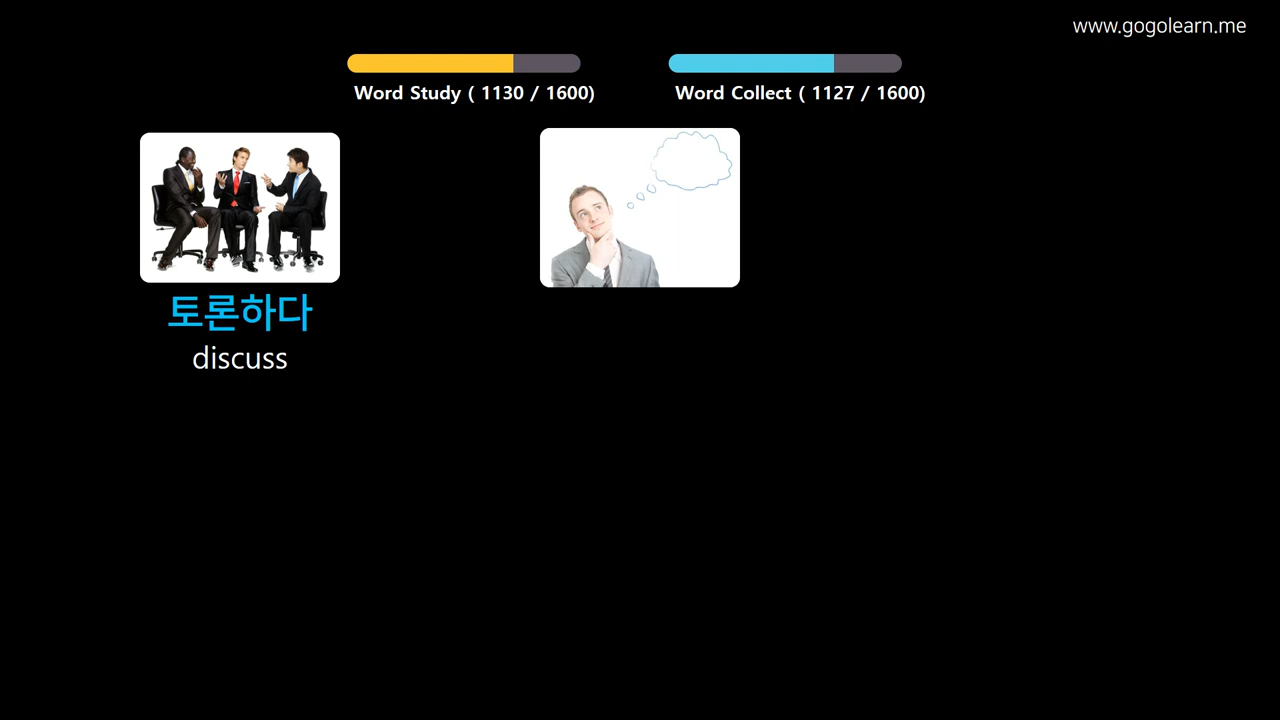 www.gogolearn.me
Word Study ( 1130 / 1600)
Word Collect ( 1127 / 1600)
토론하다
discuss